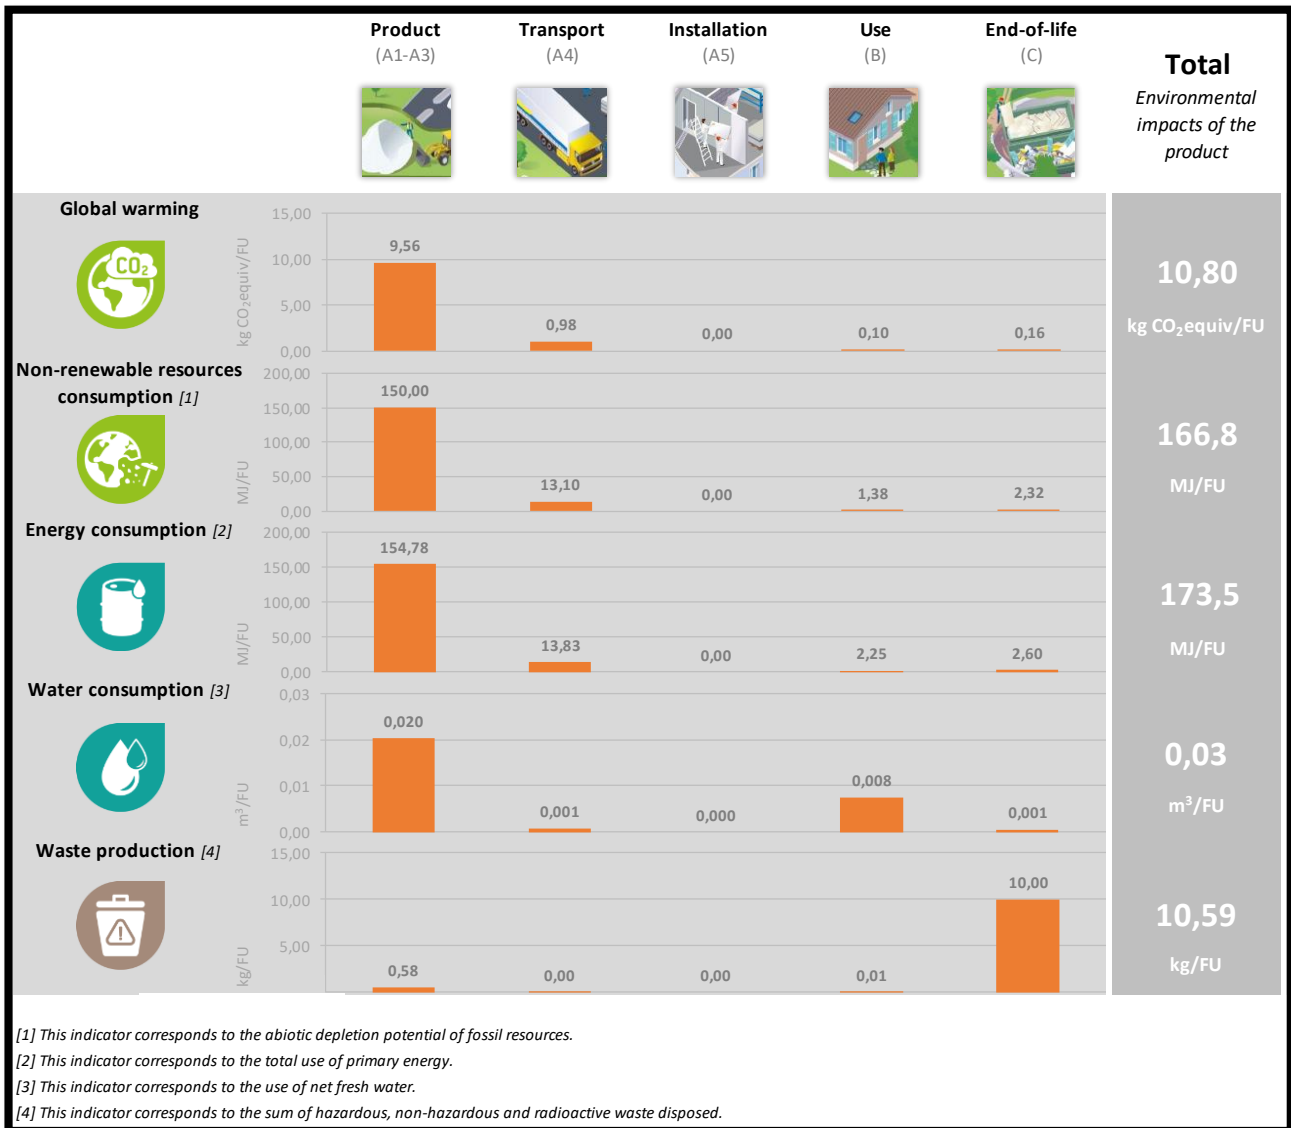 Product
(A1-A3)
Transport
(A4)
Installation
(A5)
Use
(B)
End-of-life
(C)
Total
Environmental
impacts of the
product
Global warming
CO2
kg CO2equiv/FU
15,00
10,00
5,00
0,00
9,56
0,98
0,00
0,10
0,16
10,80
kg CO2equiv/FU
Non-renewable resources
consumption [1]
MJ/FU
200,00
150,00
100,00
50,00
0,00
150,00
13,10
0,00
1,38
2,32
166,8
MJ/FU
Energy consumption [2]
MJ/FU
200,00
150,00
100,00
50,00
0,00
154,78
13,83
0,00
2,25
2,60
173,5
MJ/FU
Water consumption [3]
m3/FU
0,03
0,02
0,01
0,00
0,020
0,001
0,000
0,008
0,001
0,03
m3/FU
Waste production [4]
kg/FU
15,00
10,00
5,00
0,58
0,00
0,00
0,01
10,00
10,59
kg/FU
[1] This indicator corresponds to the abiotic depletion potential of fossil resources.
[2] This indicator corresponds to the total use of primary energy.
[3] This indicator corresponds to the use of net fresh water.
[4] This indicator corresponds to the sum of hazardous, non-hazardous and radioactive waste disposed.